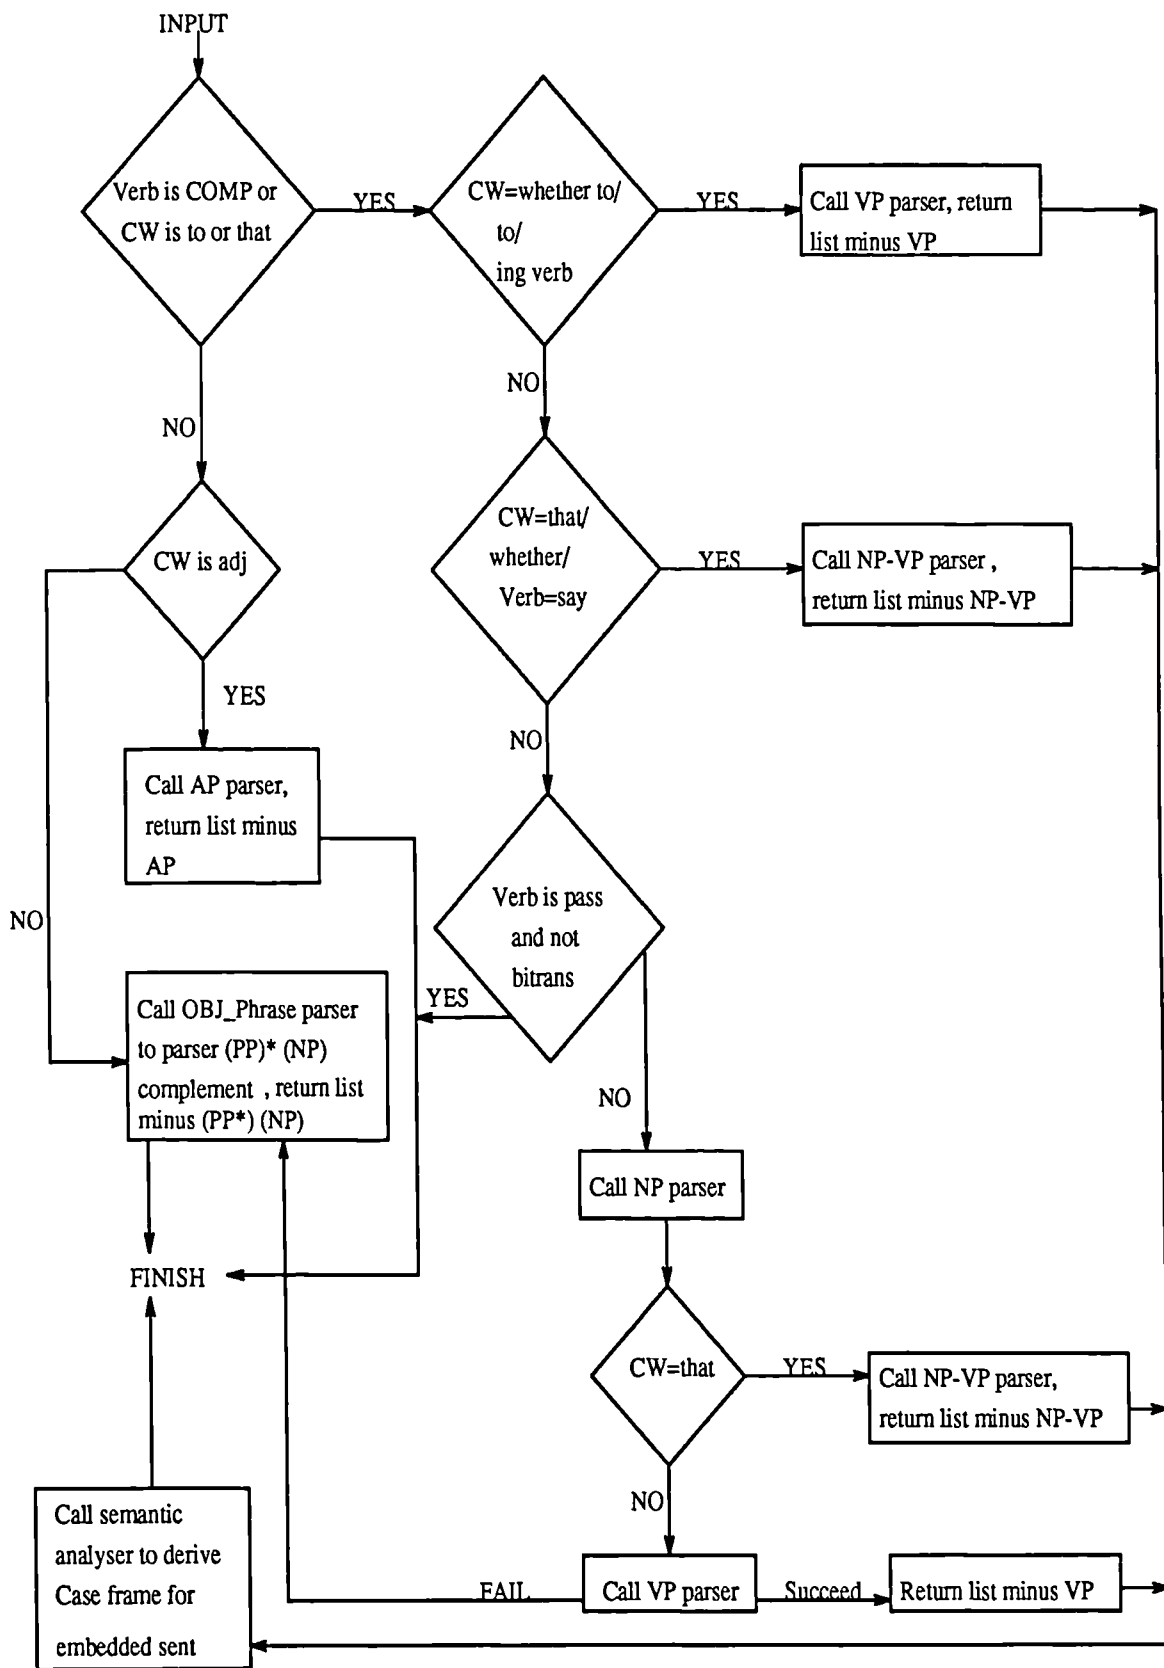 INPUT
Verb is COMP or
CW is to or that
YES
CW=whether to/
to/
ing verb
YES
Call VP parser, return
list minus VP
NO
NO
CW is adj
CW=that/
whether/
Verb=say
YES
Call NP-VP parser ,
return list minus NP-VP
YES
NO
Call AP parser,
return list minus
AP
Verb is pass
and not
bitrans
NO
YES
Call OBJ_Phrase parser
to parser (PP)* (NP)
complement , return list
minus (PP*) (NP)
NO
Call NP parser
FINISH
CW=that
YES
Call NP-VP parser,
return list minus NP-VP
NO
Call semantic
analyser to derive
Case frame for
embedded sent
FAIL
Call VP parser
Succeed
Return list minus VP